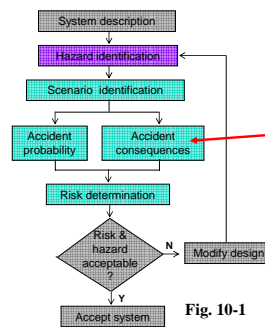 System description
Hazard identification
Scenario identification
Accident
probability
Accident
consequences
Risk determination
Risk &
hazard
acceptable
?
N
Modify design
Y
Accept system
Fig. 10-1